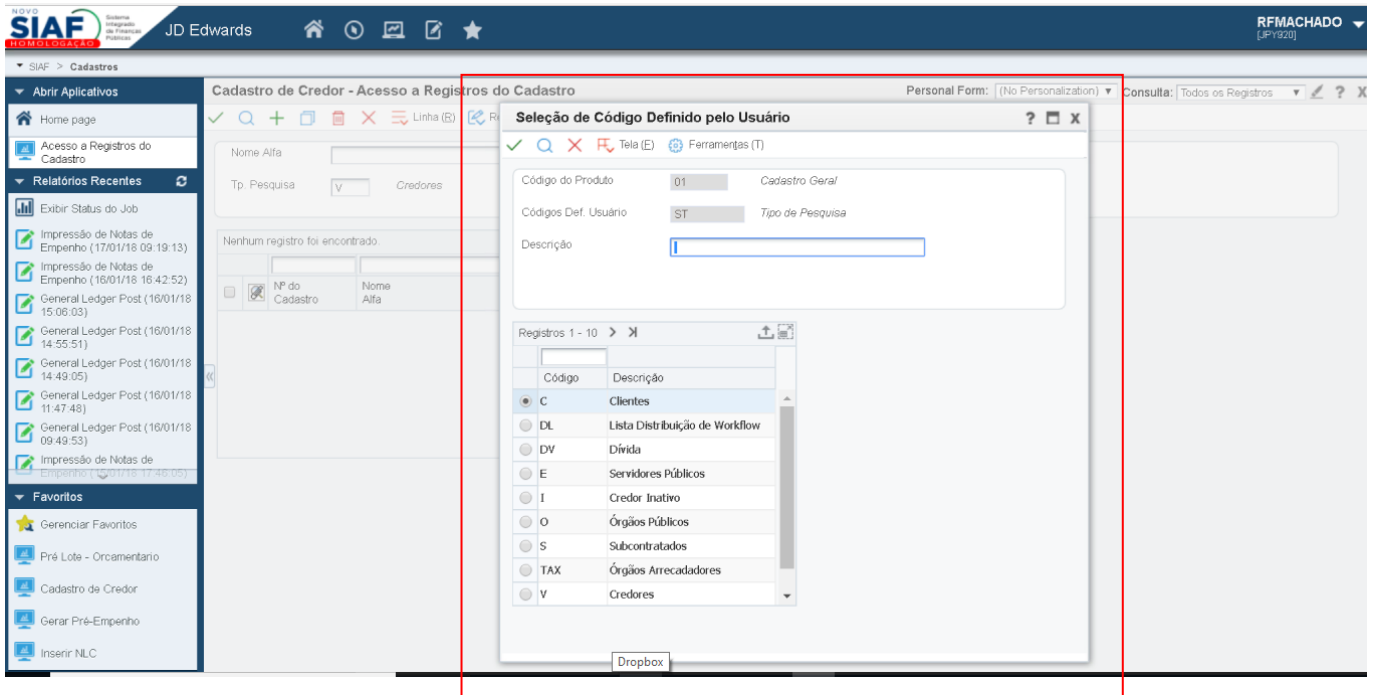 NOVO
SIAF
Sistema
Integrado
de Finanças
Públicas
HOMOLOGAÇÃO
JD Edwards
RFMACHADO
[JPY920]
SIAF > Cadastros
Abrir Aplicativos
Home page
Acesso a Registros do
Cadastro
Relatórios Recentes
Exibir Status do Job
Impressão de Notas de
Empenho (17/01/18 09:19:13)
Impressão de Notas de
Empenho (16/01/18 16:42:52)
General Ledger Post (16/01/18
15:06:03)
General Ledger Post (16/01/18
14:55:51)
General Ledger Post (16/01/18
14:49:05)
General Ledger Post (16/01/18
11:47:48)
General Ledger Post (16/01/18
09:49:53)
Impressão de Notas de
Empenho (15/01/18 17:46:05)
Favoritos
Gerenciar Favoritos
Pré Lote - Orcamentario
Cadastro de Credor
Gerar Pré-Empenho
Inserir NLC
Cadastro de Credor - Acesso a Registros do Cadastro
Personal Form: (No Personalization)
Consulta: Todos os Registros
? X
Linha (R)
Nome Alfa
Tp. Pesquisa V Credores
Nenhum registro foi encontrado.
Nº do
Cadastro
Nome
Alfa
Seleção de Código Definido pelo Usuário
? X
Tela (F) Ferramentas (T)
Código do Produto 01 Cadastro Geral
Códigos Def. Usuário ST Tipo de Pesquisa
Descrição
Registros 1 - 10
Código Descrição
C Clientes
DL Lista Distribuição de Workflow
DV Dívida
E Servidores Públicos
I Credor Inativo
O Órgãos Públicos
S Subcontratados
TAX Órgãos Arrecadadores
V Credores
Dropbox